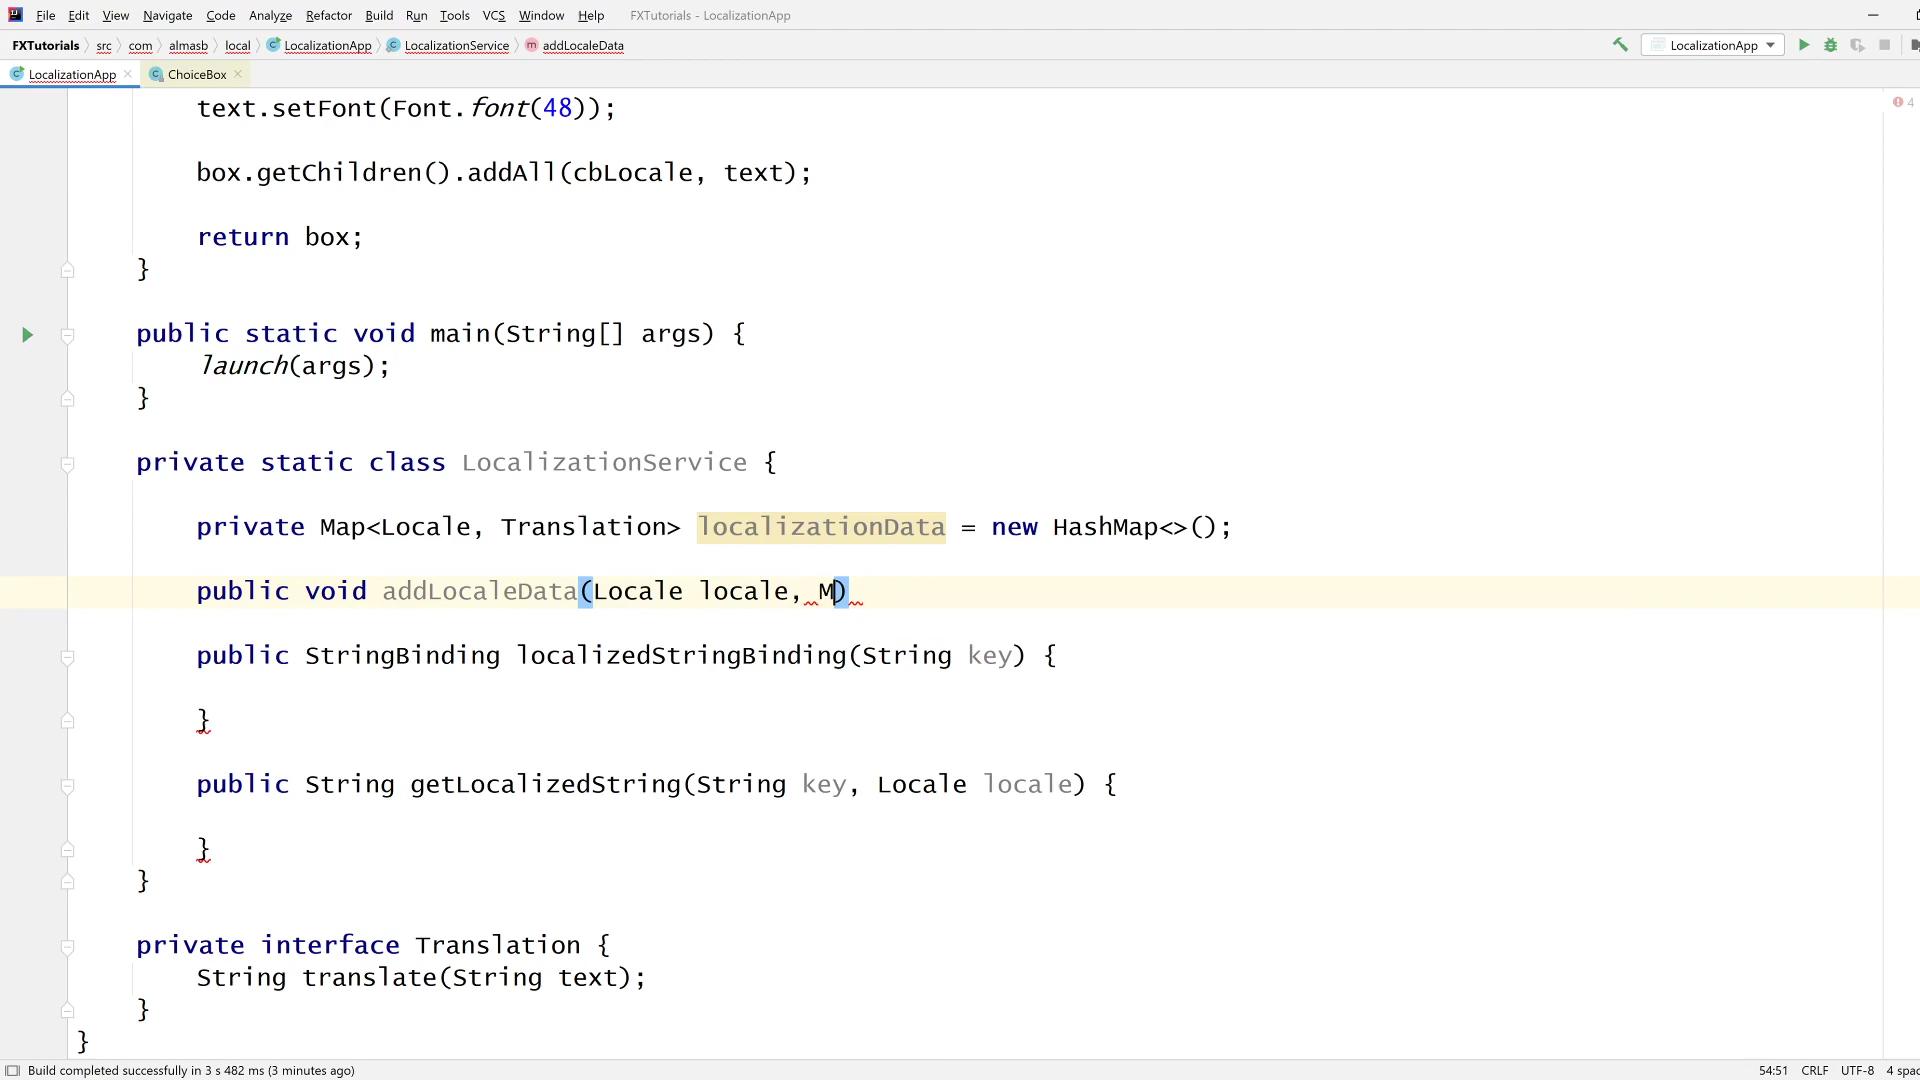 File Edit View Navigate Code Analyze Refactor Build Run Tools VCS Window Help FXTutorials - LocalizationApp
FXTutorials src com almasb local LocalizationApp LocalizationService addLocaleData LocalizationApp
LocalizationApp ChoiceBox
text.setFont(Font.font(48));
4
box.getChildren().addAll(cbLocale, text);
return box;
}
public static void main(String[] args) {
launch(args);
}
private static class LocalizationService {
private Map<Locale, Translation> localizationData = new HashMap<>();
public void addLocaleData(Locale locale, M)
public StringBinding localizedStringBinding(String key) {
}
public String getLocalizedString(String key, Locale locale) {
}
}
private interface Translation {
String translate(String text);
}
}
Build completed successfully in 3 s 482 ms (3 minutes ago) 54:51 CRLF UTF-8 4 spac